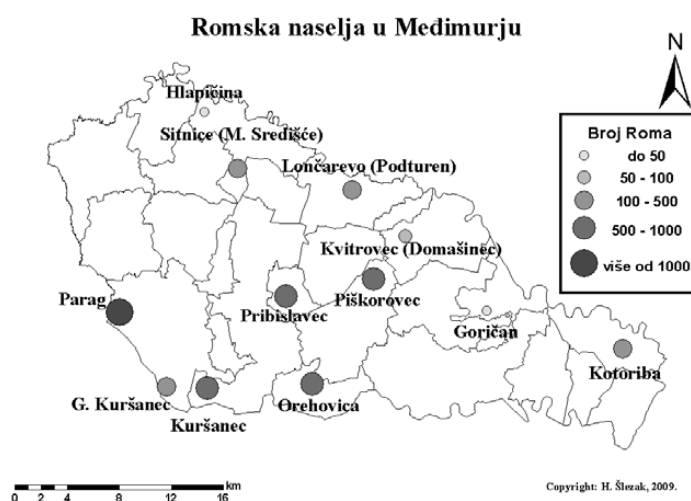 Romska naselja u Međimurju
N
Hlapičina
Sitnice (M. Središće)
Lončarevo (Podturen)
Kvitrovec (Domašinec)
Parag
Pribislavec
Piškorovec
Goričan
Kotoriba
G. Kuršanec
Kuršanec
Orehovica
Broj Roma
do 50
50 - 100
100 - 500
500 - 1000
više od 1000
km
0 2 4 8 12 16
Copyright: H. Šlezak, 2009.